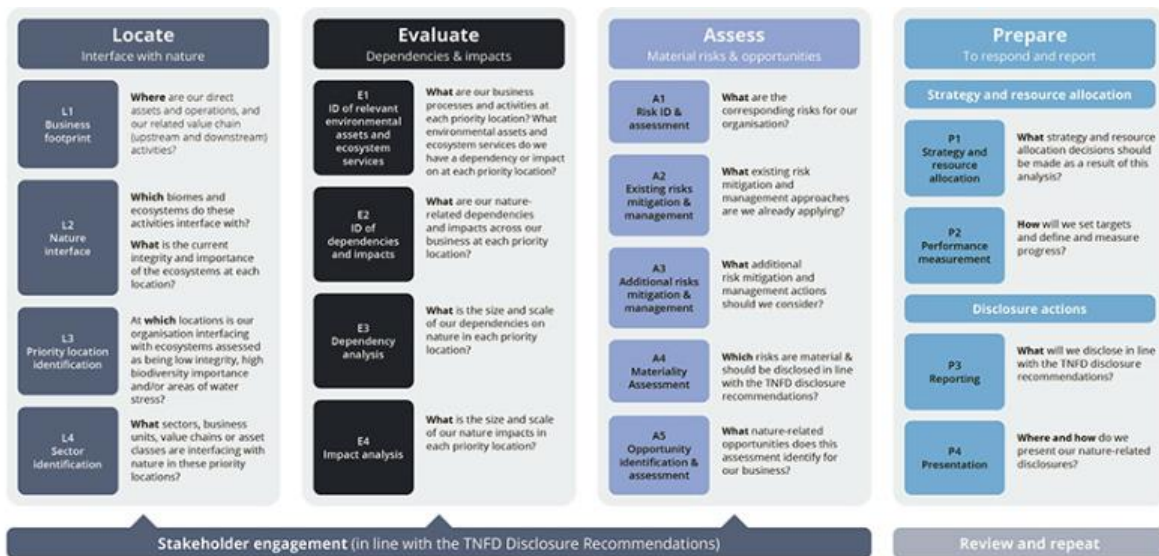 Locate
Interface with nature
L1
Business
footprint
Where are our direct
assets and operations, and
our related value chain
(upstream and downstream)
activities?
L2
Nature
interface
Which biomes and
ecosystems do these
activities interface with?
What is the current
integrity and importance
of the ecosystems at each
location?
L3
Priority location
identification
At which locations is our
organisation interfacing
with ecosystems assessed
as being low integrity, high
biodiversity importance
and/or areas of water
stress?
L4
Sector
identification
What sectors, business
units, value chains or asset
classes are interfacing with
nature in these priority
locations?
Evaluate
Dependencies & impacts
E1
ID of relevant
environmental
assets and
ecosystem
services
What are our business
processes and activities at
each priority location? What
environmental assets and
ecosystem services do we
have a dependency or impact
on at each priority location?
E2
ID of
dependencies
and impacts
What are our nature-
related dependencies
and impacts across our
business at each priority
location?
E3
Dependency
analysis
What is the size and scale
of our dependencies on
nature in each priority
location?
E4
Impact analysis
What is the size and scale
of our nature impacts in
each priority location?
Assess
Material risks & opportunities
A1
Risk ID &
assessment
What are the
corresponding risks for our
organisation?
A2
Existing risks
mitigation &
management
What existing risk
mitigation and
management approaches
are we already applying?
A3
Additional risks
mitigation &
management
What additional
risk mitigation and
management actions
should we consider?
A4
Materiality
Assessment
Which risks are material &
should be disclosed in line
with the TNFD disclosure
recommendations?
A5
Opportunity
identification &
assessment
What nature-related
opportunities does this
assessment identify for
our business?
Prepare
To respond and report
Strategy and resource allocation
P1
Strategy and
resource
allocation
What strategy and resource
allocation decisions should
be made as a result of this
analysis?
P2
Performance
measurement
How will we set targets
and define and measure
progress?
Disclosure actions
P3
Reporting
What will we disclose in line
with the TNFD disclosure
recommendations?
P4
Presentation
Where and how do we
present our nature-related
disclosures?
Stakeholder engagement (in line with the TNFD Disclosure Recommendations)
Review and repeat